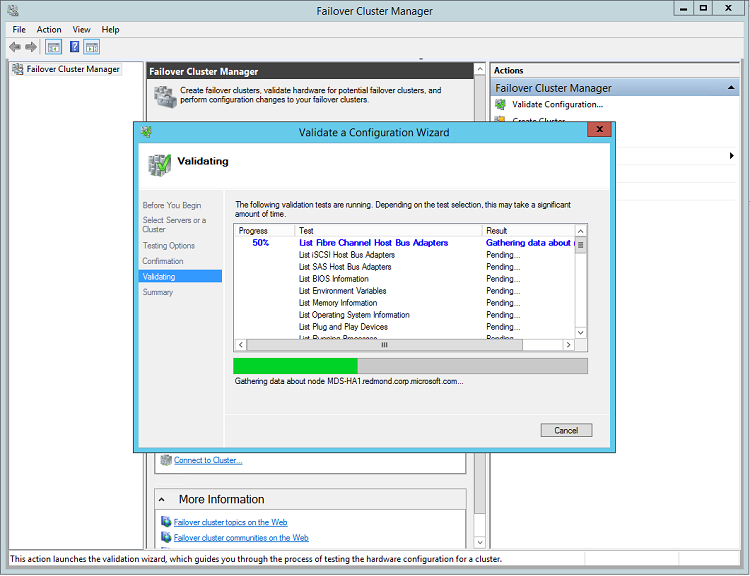 Failover Cluster Manager
File Action View Help
Failover Cluster Manager
Failover Cluster Manager
Create failover clusters, validate hardware for potential failover clusters, and
perform configuration changes to your failover clusters.
Actions
Failover Cluster Manager
Validate Configuration...
Create Cluster
Validate a Configuration Wizard
Validating
Before You Begin
Select Servers or a
Cluster
Testing Options
Confirmation
Validating
Summary
The following validation tests are running. Depending on the test selection, this may take a significant
amount of time.
Progress Test Result
50% List Fibre Channel Host Bus Adapters Gathering data about
List iSCSI Host Bus Adapters Pending...
List SAS Host Bus Adapters Pending...
List BIOS Information Pending...
List Environment Variables Pending...
List Memory Information Pending...
List Operating System Information Pending...
List Plug and Play Devices Pending...
List Running Processes Pending...
Gathering data about node MDS-HA1.redmond.corp.microsoft.com...
Cancel
Connect to Cluster...
More Information
Failover cluster topics on the Web
Failover cluster communities on the Web
This action launches the validation wizard, which guides you through the process of testing the hardware configuration for a cluster.